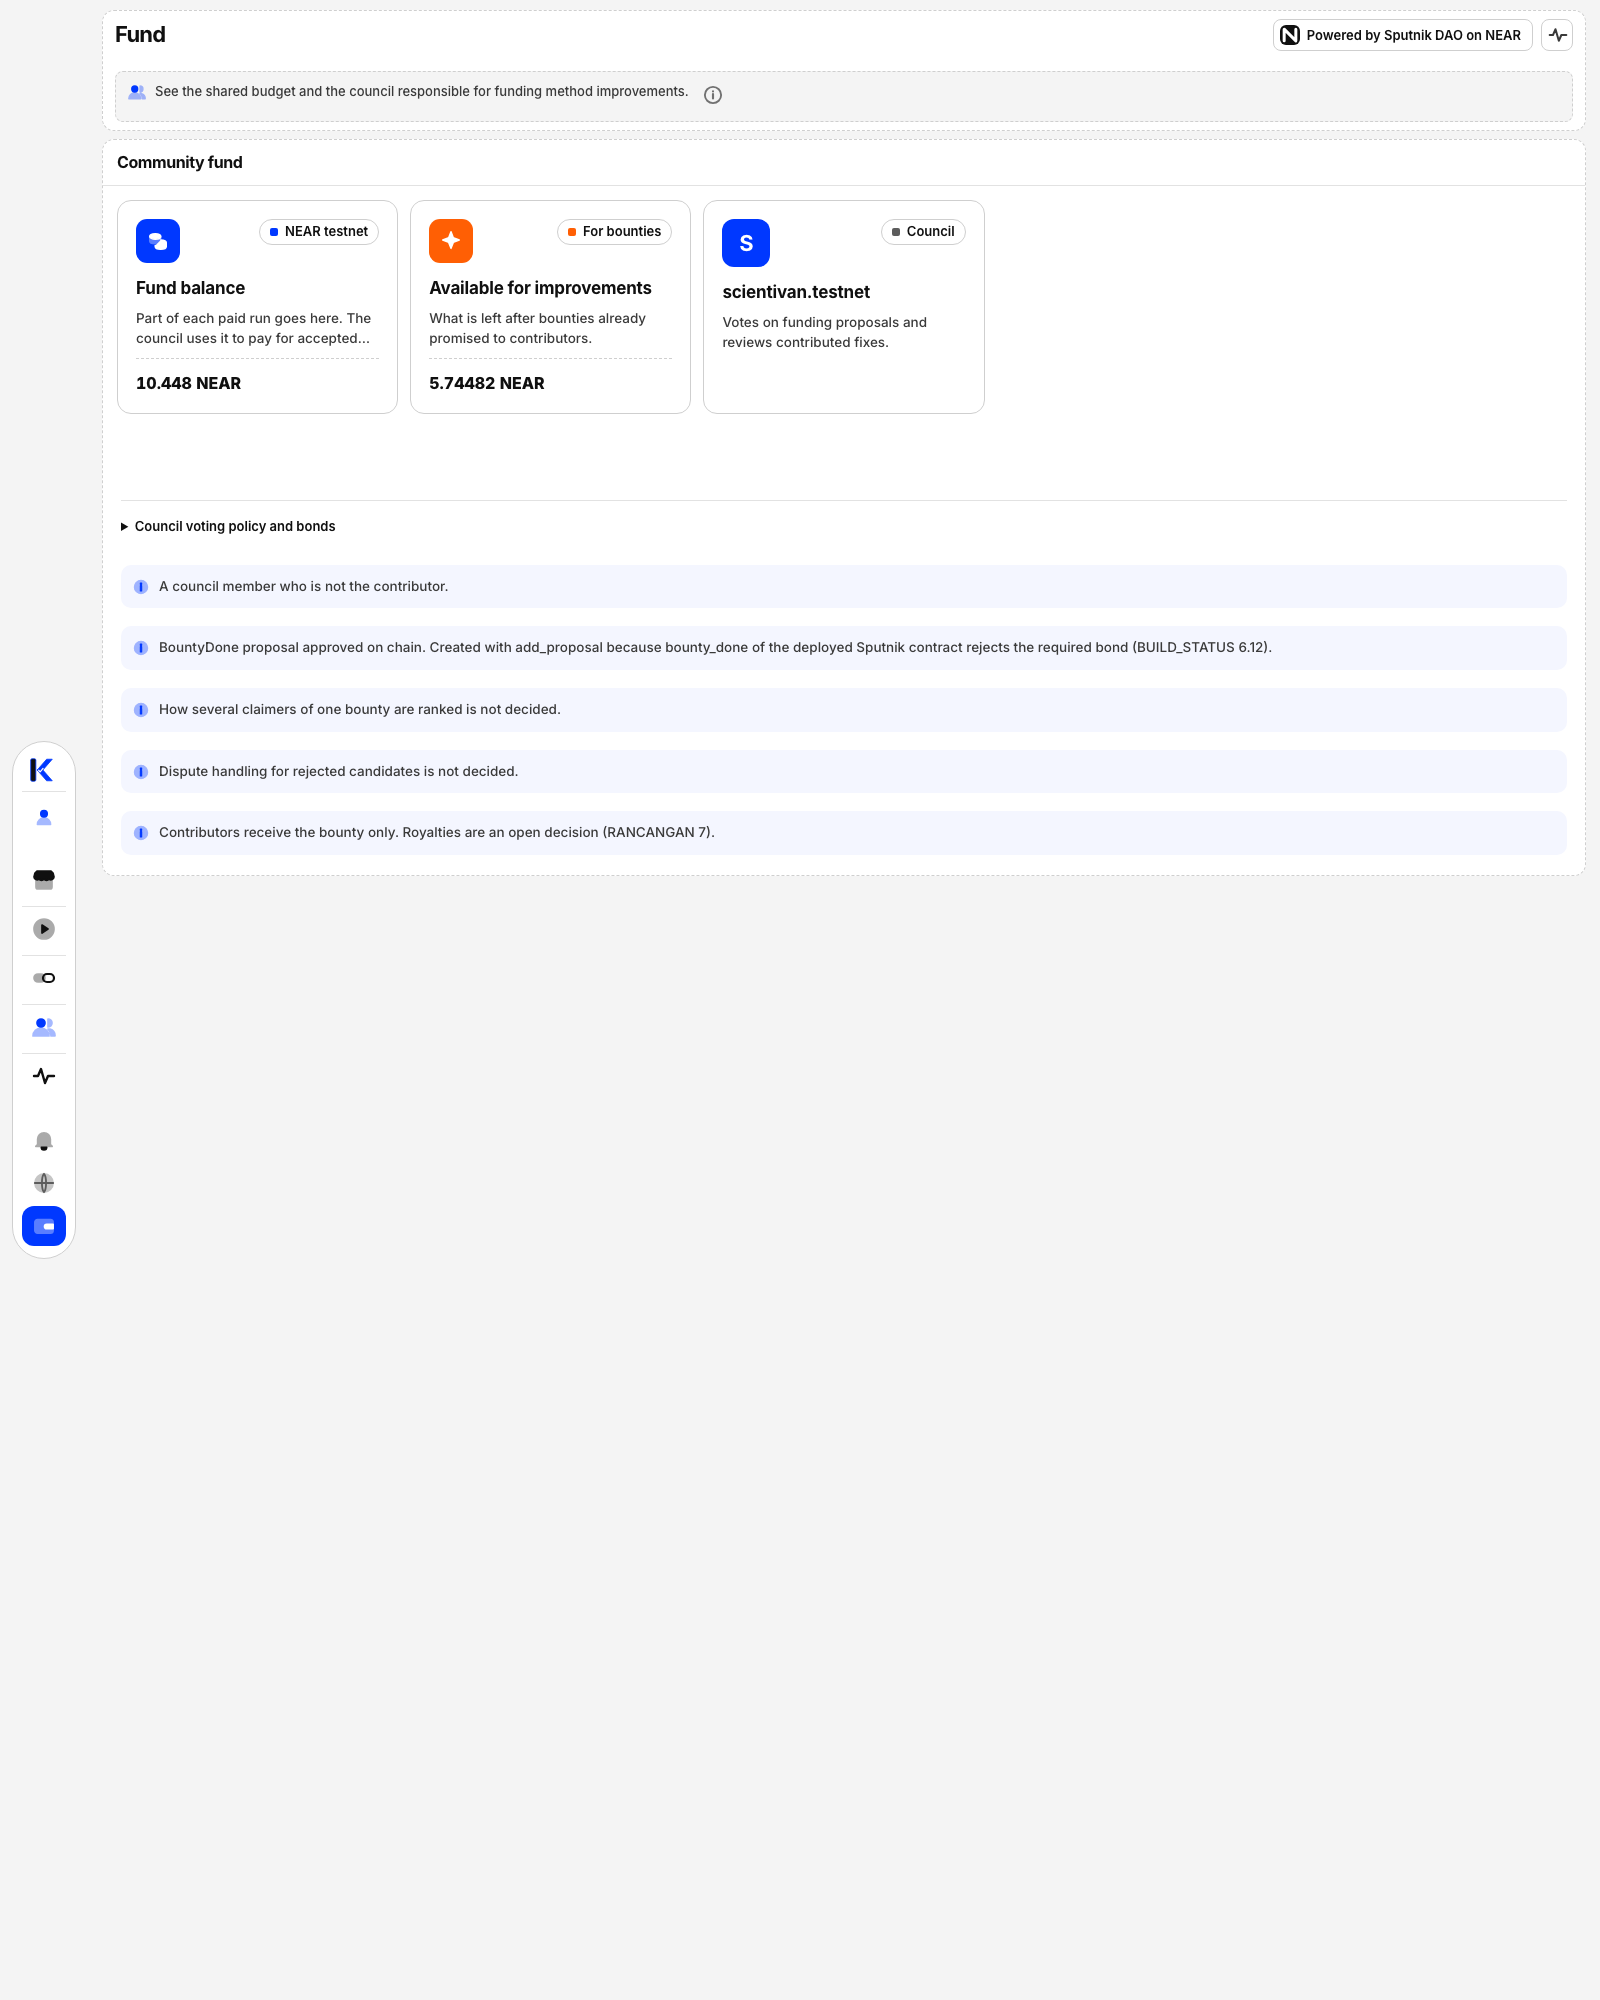 Fund
Powered by Sputnik DAO on NEAR
See the shared budget and the council responsible for funding method improvements.
Community fund
NEAR testnet
Fund balance
Part of each paid run goes here. The
council uses it to pay for accepted...
10.448 NEAR
For bounties
Available for improvements
What is left after bounties already
promised to contributors.
5.74482 NEAR
S
Council
scientivan.testnet
Votes on funding proposals and
reviews contributed fixes.
Council voting policy and bonds
A council member who is not the contributor.
BountyDone proposal approved on chain. Created with add_proposal because bounty_done of the deployed Sputnik contract rejects the required bond (BUILD_STATUS 6.12).
How several claimers of one bounty are ranked is not decided.
Dispute handling for rejected candidates is not decided.
Contributors receive the bounty only. Royalties are an open decision (RANCANGAN 7).
K